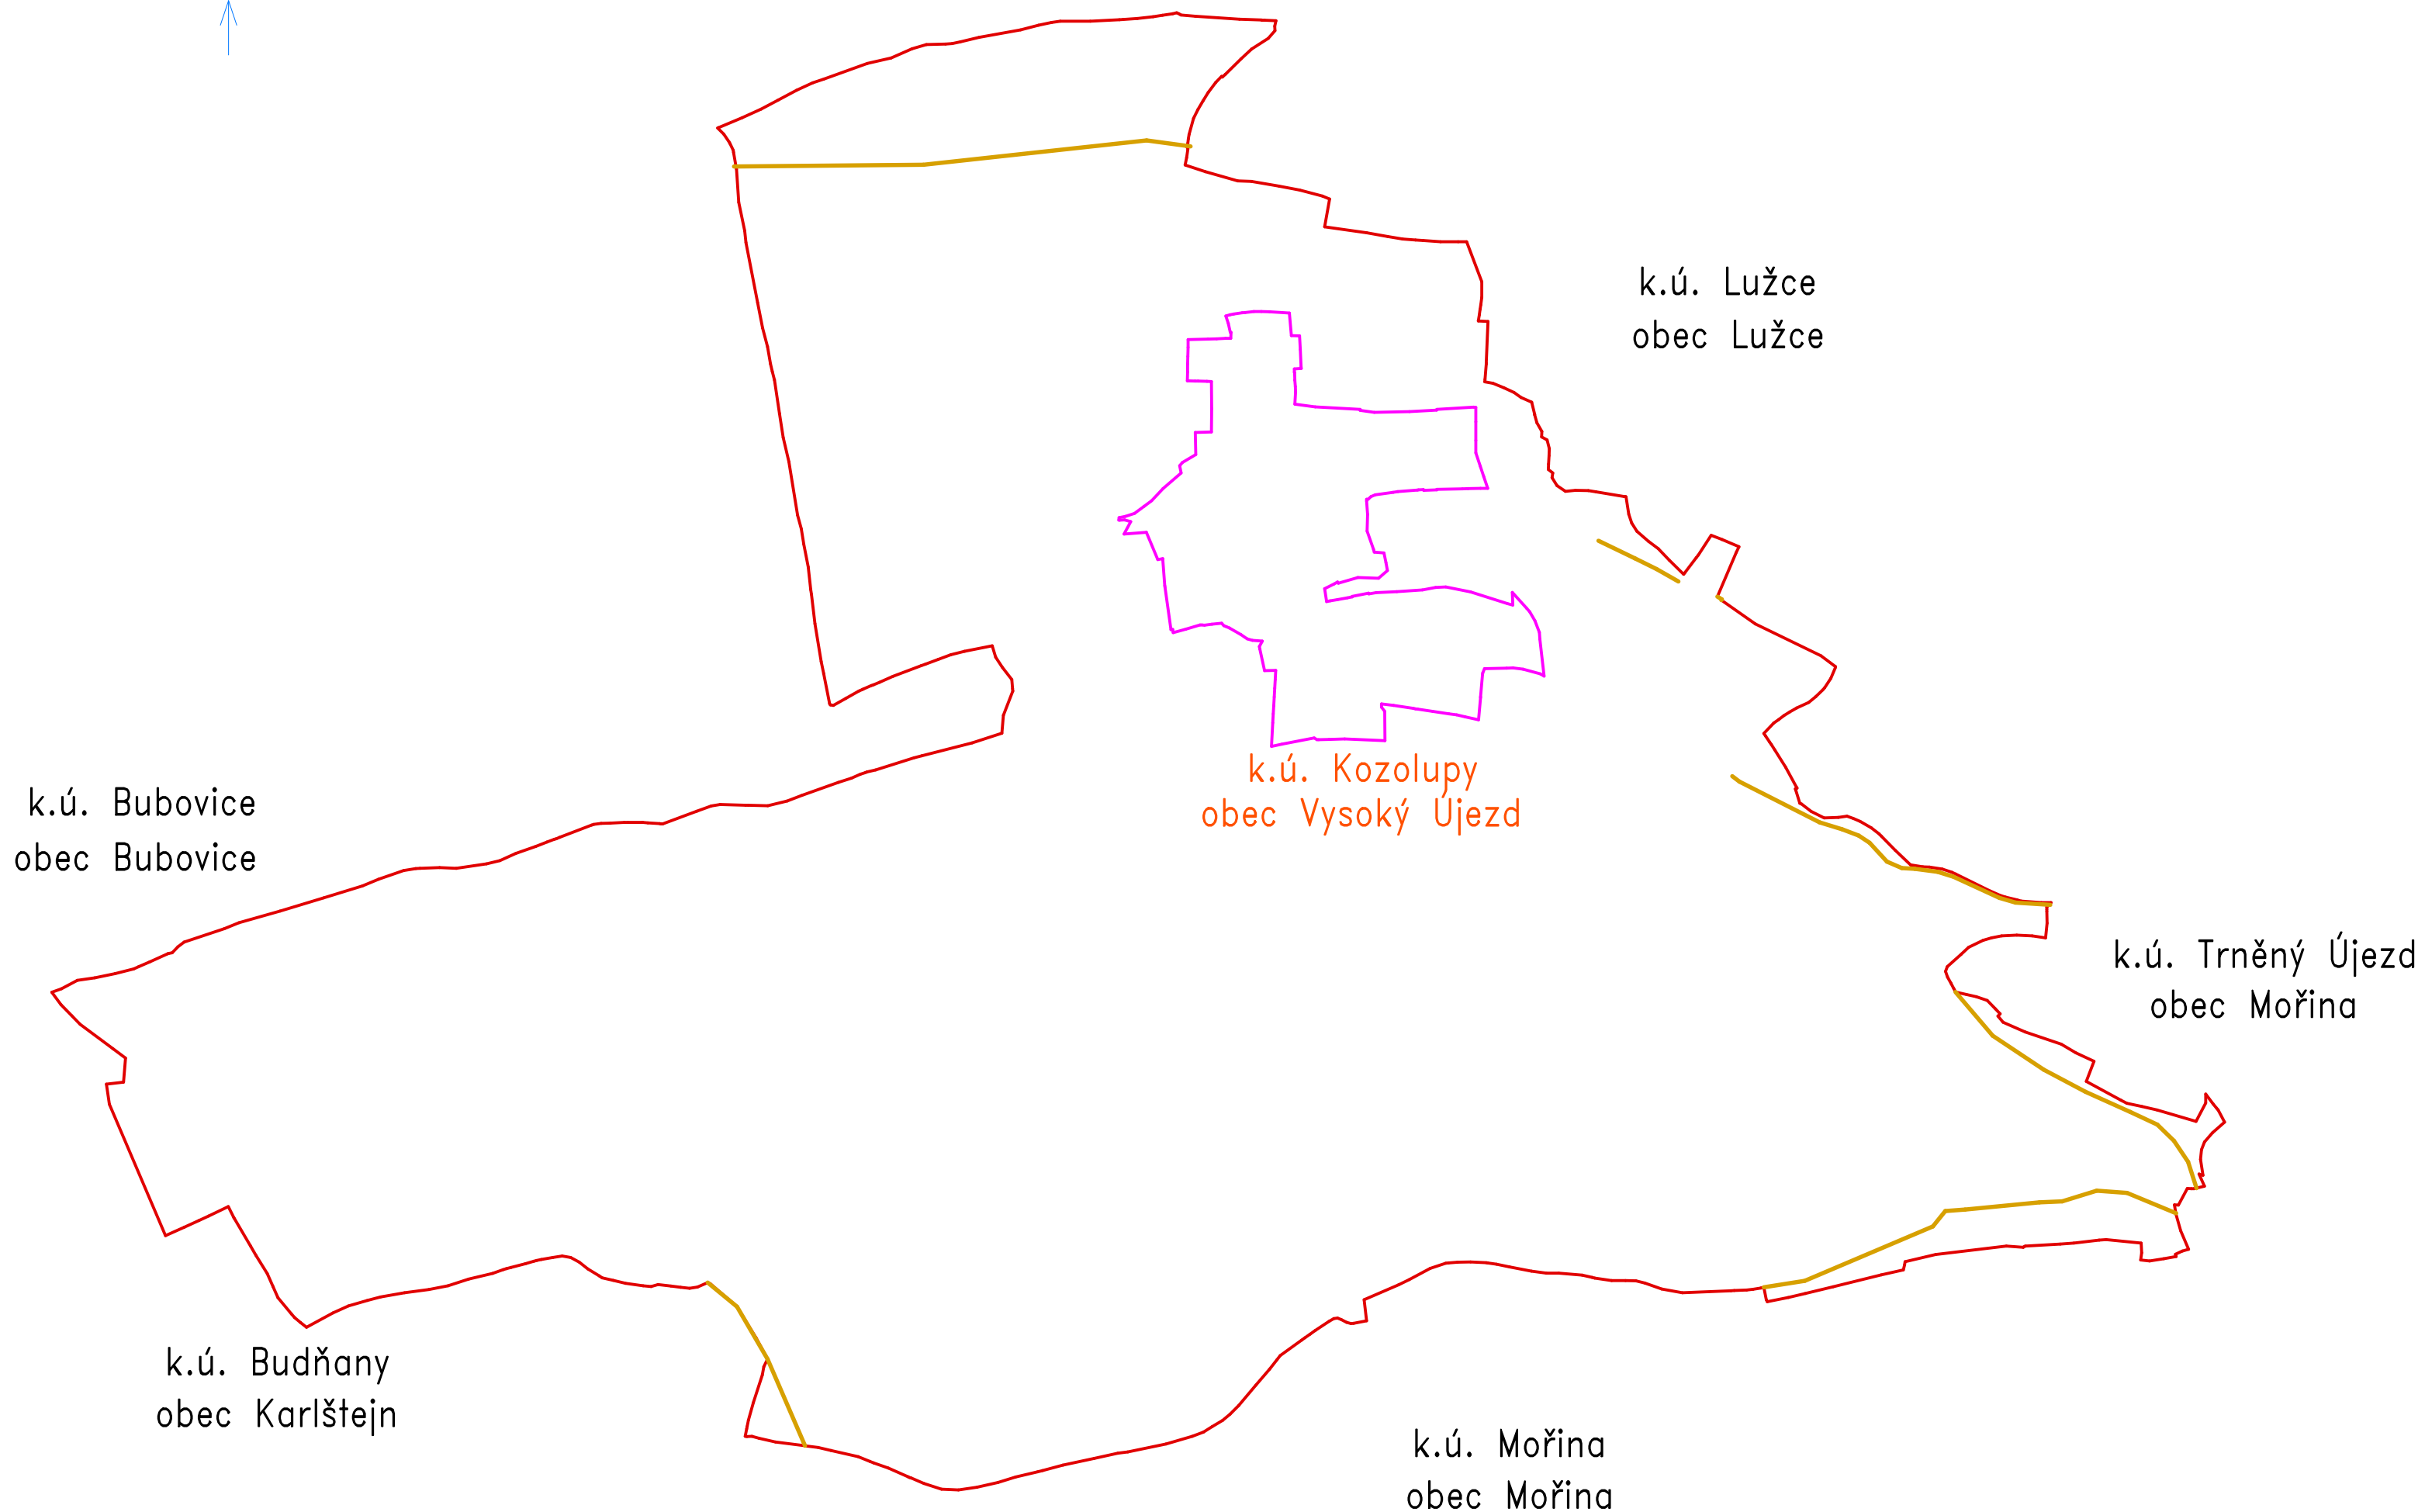 k.ú. Lužce
obec Lužce
k.ú. Kozolupy
obec Vysoký Újezd
k.ú. Bubovice
obec Bubovice
k.ú. Trněný Újezd
obec Mořina
k.ú. Budňany
obec Karlštejn
k.ú. Mořina
obec Mořina